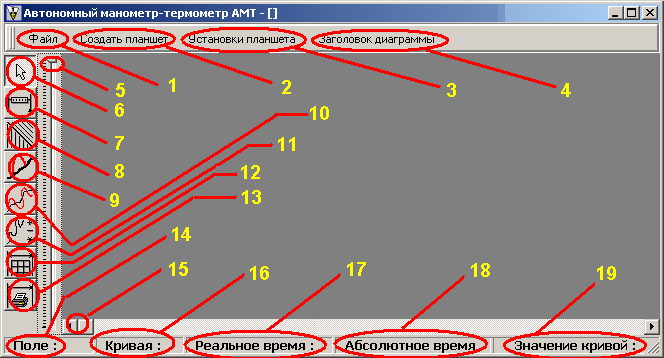 Автономный манометр-термометр АМТ - []
Файл Создать планшет Установки планшета Заголовок диаграммы
1 2 3 4
5
6
7
8
9
10
11
12
13
14
15 16 17 18 19
Поле : Кривая : Реальное время : Абсолютное время Значение кривой :